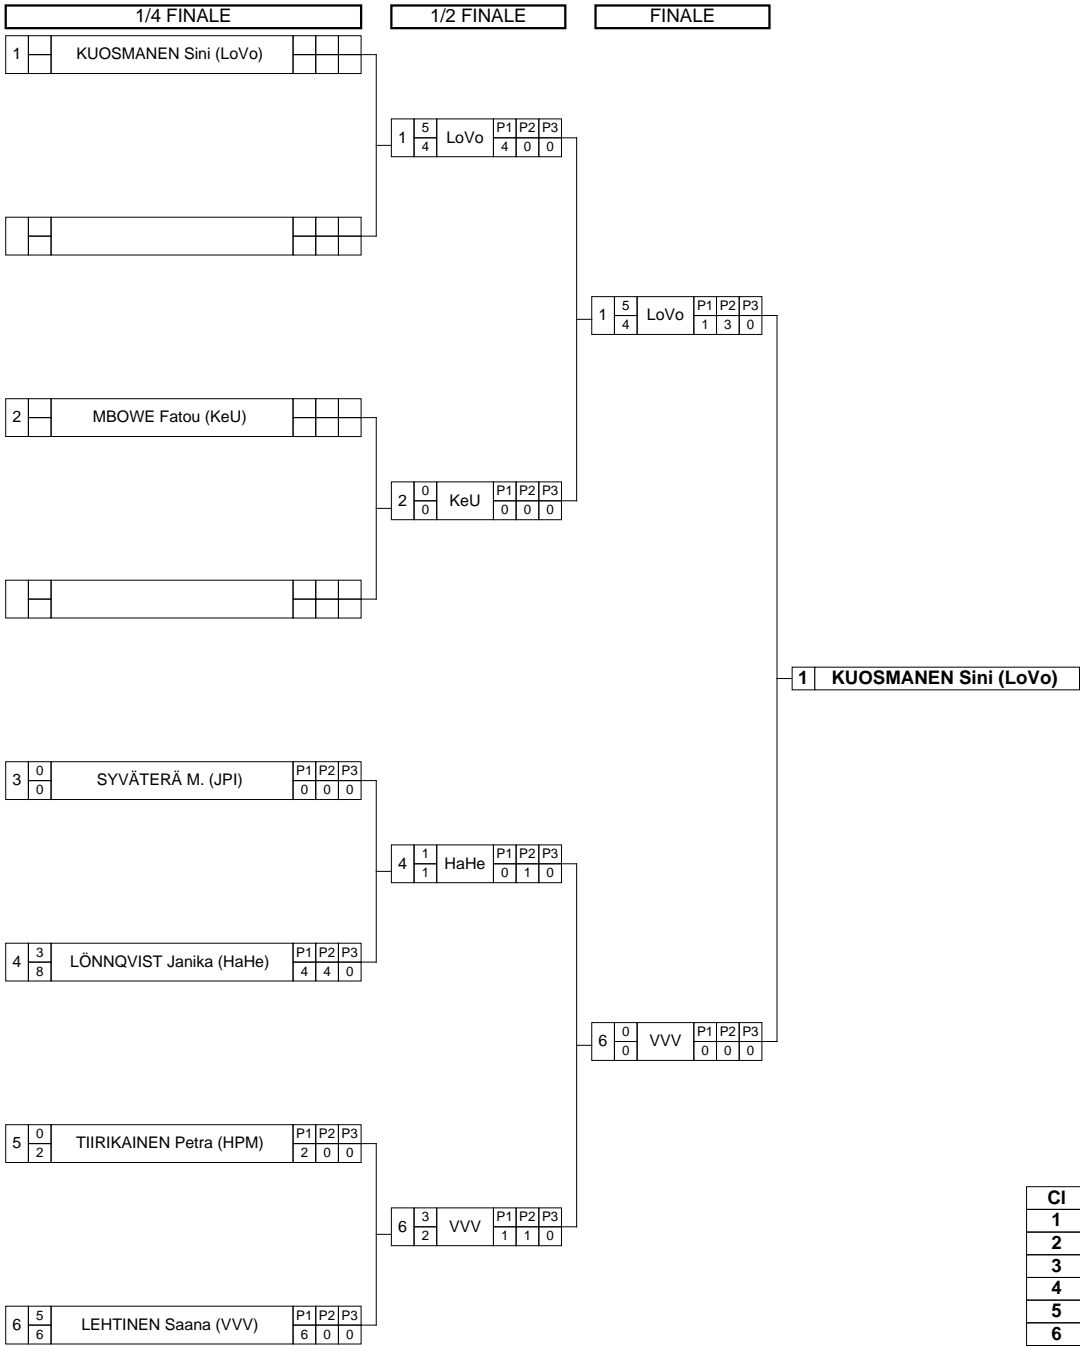 1/4 FINALE 1/2 FINALE FINALE
1 KUOSMANEN Sini (LoVo)
1 5 LoVo P1 P2 P3
4 4 0 0
1 5 LoVo P1 P2 P3
4 1 3 0
2 MBOWE Fatou (KeU)
2 0 KeU P1 P2 P3
0 0 0 0
1 KUOSMANEN Sini (LoVo)
3 0 SYVÄTERÄ M. (JPI) P1 P2 P3
0 0 0 0
4 1 HaHe P1 P2 P3
1 0 1 0
4 3 LÖNNQVIST Janika (HaHe) P1 P2 P3
8 4 4 0
6 0 VVV P1 P2 P3
0 0 0 0
5 0 TIIRIKAINEN Petra (HPM) P1 P2 P3
2 2 0 0
6 3 VVV P1 P2 P3
2 1 1 0
6 5 LEHTINEN Saana (VVV) P1 P2 P3
6 6 0 0
Cl
1
2
3
4
5
6